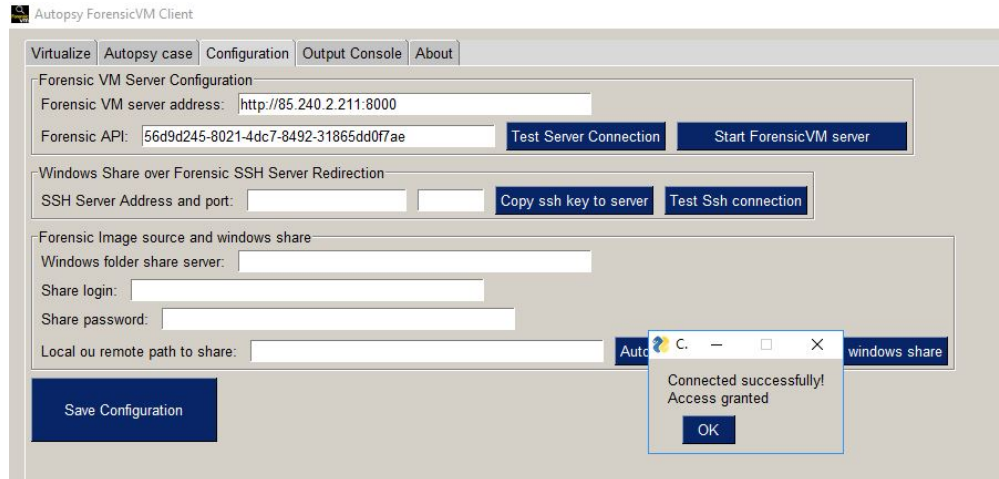 Autopsy ForensicVM Client
Virtualize Autopsy case Configuration Output Console About
Forensic VM Server Configuration
Forensic VM server address: http://85.240.2.211:8000
Forensic API: 56d9d245-8021-4dc7-8492-31865dd0f7ae Test Server Connection Start ForensicVM server
Windows Share over Forensic SSH Server Redirection
SSH Server Address and port: Copy ssh key to server Test Ssh connection
Forensic Image source and windows share
Windows folder share server:
Share login:
Share password:
Local ou remote path to share: Auto windows share
C.
Connected successfully!
Access granted
OK
Save Configuration